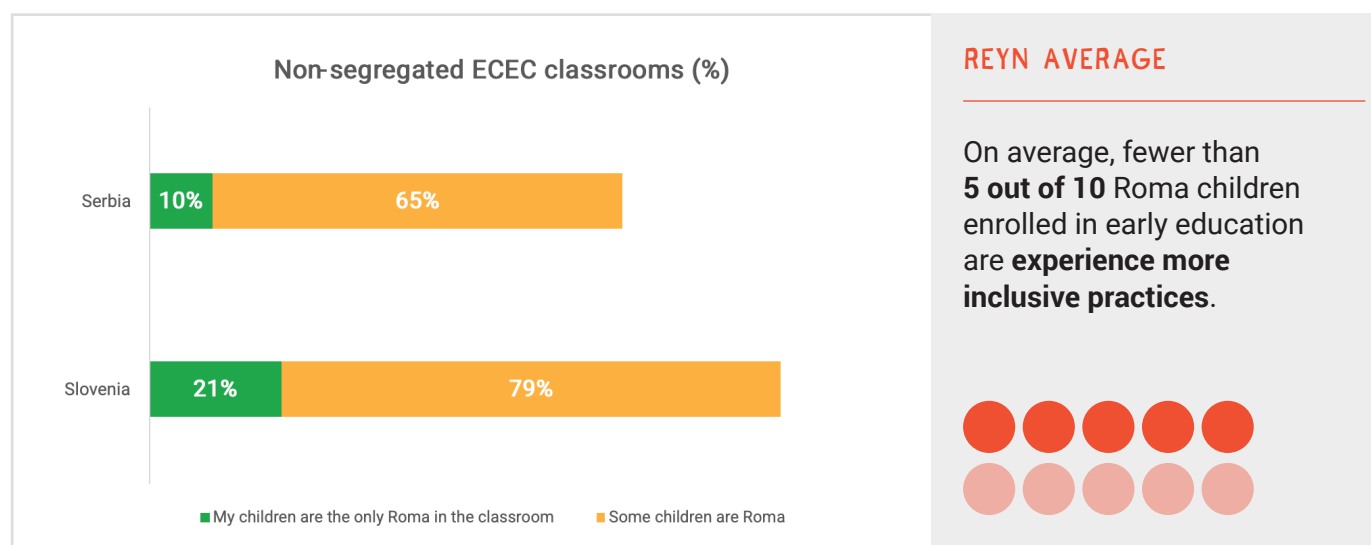 Non-segregated ECEC classrooms (%)
Serbia
10%
65%
Slovenia
21%
79%
My children are the only Roma in the classroom
Some children are Roma
REYN AVERAGE
On average, fewer than
5 out of 10 Roma children
enrolled in early education
are experience more
inclusive practices.